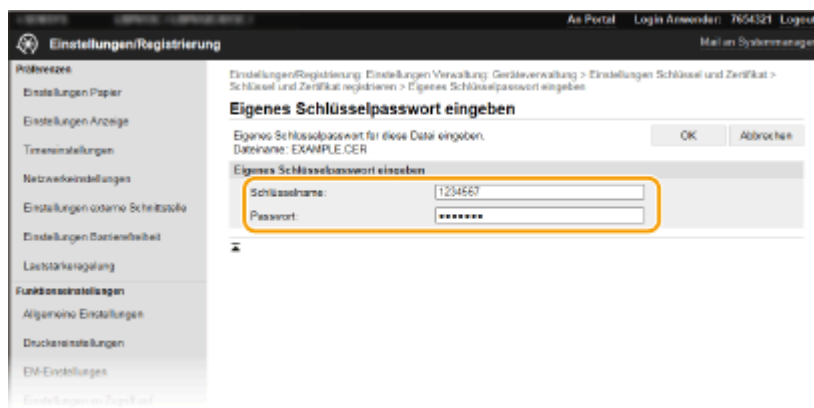 An Portal Login Anwender: 7654321 Logout
Einstellungen/Registrierung
Mail an Systemmanager
Präferenzen
Einstellungen Papier
Einstellungen Anzeige
Timereinstellungen
Netzwerkeinstellungen
Einstellungen externe Schnittstelle
Einstellungen Barrierefreiheit
Lautstärkeregelung
Funktionseinstellungen
Allgemeine Einstellungen
Druckereinstellungen
EM-Einstellungen
Einstellungen/Registrierung: Einstellungen Verwaltung: Geräteverwaltung > Einstellungen Schlüssel und Zertifikat >
Schlüssel und Zertifikat registrieren > Eigenes Schlüsselpasswort eingeben
Eigenes Schlüsselpasswort eingeben
Eigenes Schlüsselpasswort für diese Datei eingeben.
Dateiname: EXAMPLE.CER
OK Abbrechen
Eigenes Schlüsselpasswort eingeben
Schlüsselname: 1234567
Passwort: •••••••